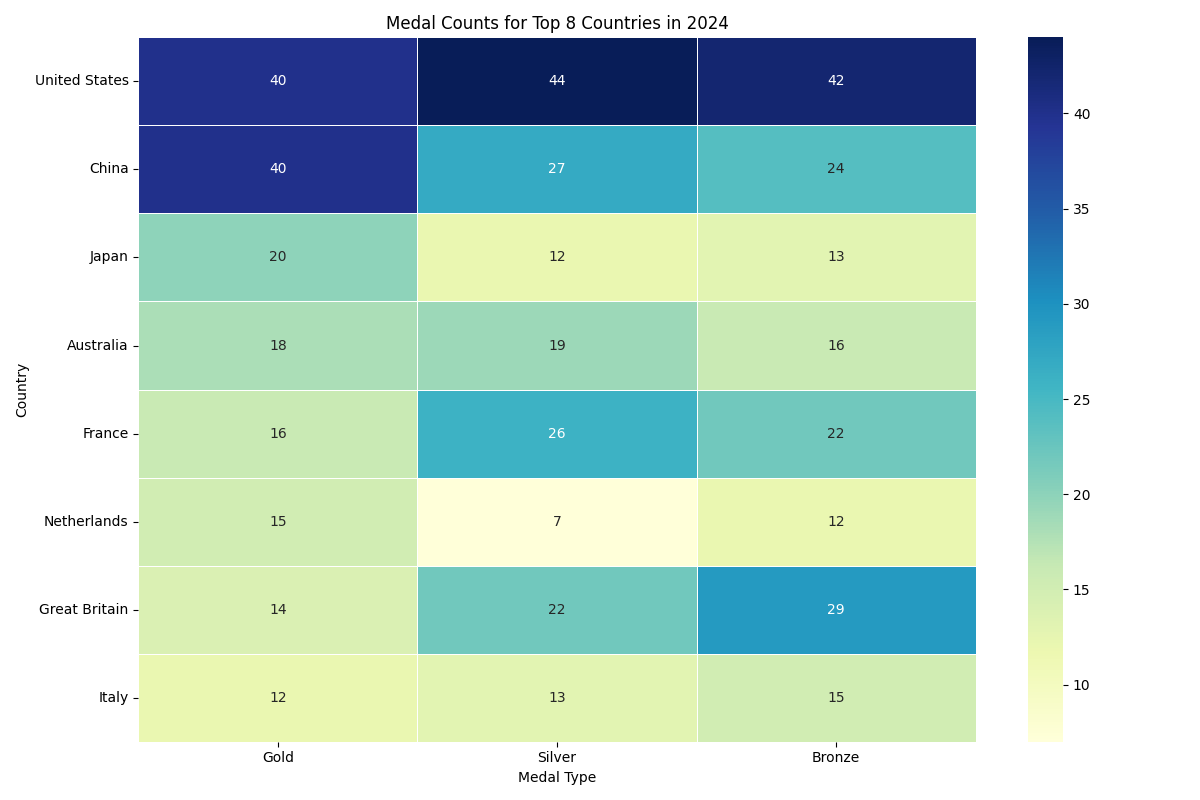 Medal Counts for Top 8 Countries in 2024
Country
United States 40 44 42
China 40 27 24
Japan 20 12 13
Australia 18 19 16
France 16 26 22
Netherlands 15 7 12
Great Britain 14 22 29
Italy 12 13 15
Gold Silver Bronze
Medal Type
40
35
30
25
20
15
10